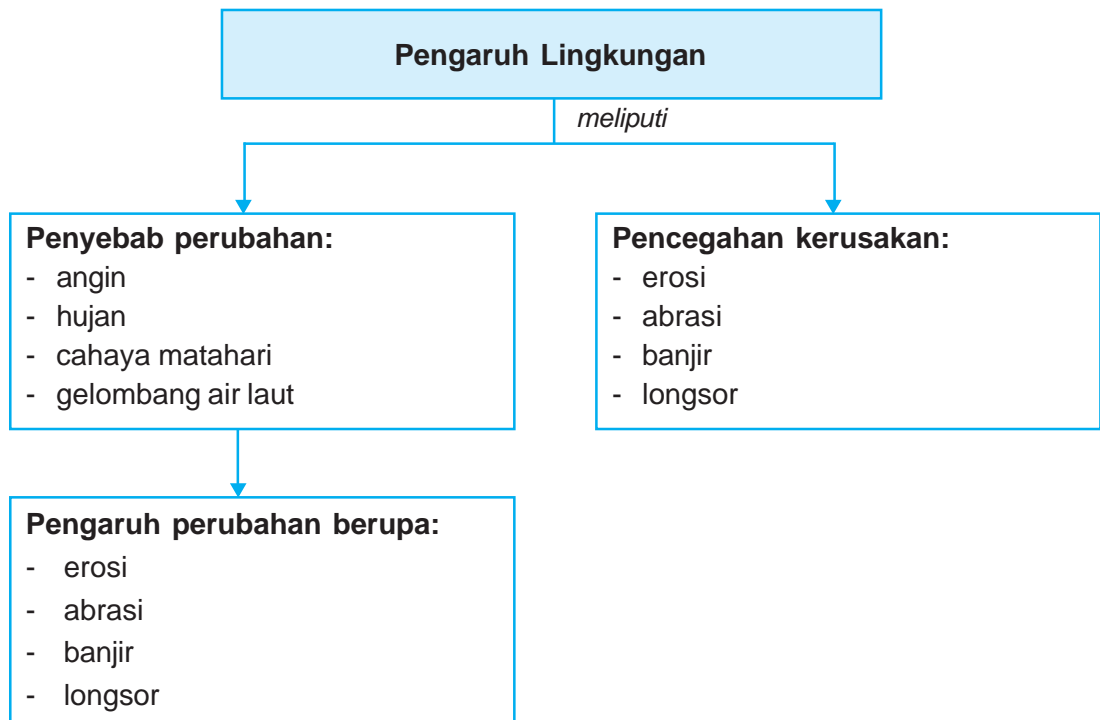 Pengaruh Lingkungan
meliputi
Penyebab perubahan:
- angin
- hujan
- cahaya matahari
- gelombang air laut
Pencegahan kerusakan:
- erosi
- abrasi
- banjir
- longsor
Pengaruh perubahan berupa:
- erosi
- abrasi
- banjir
- longsor